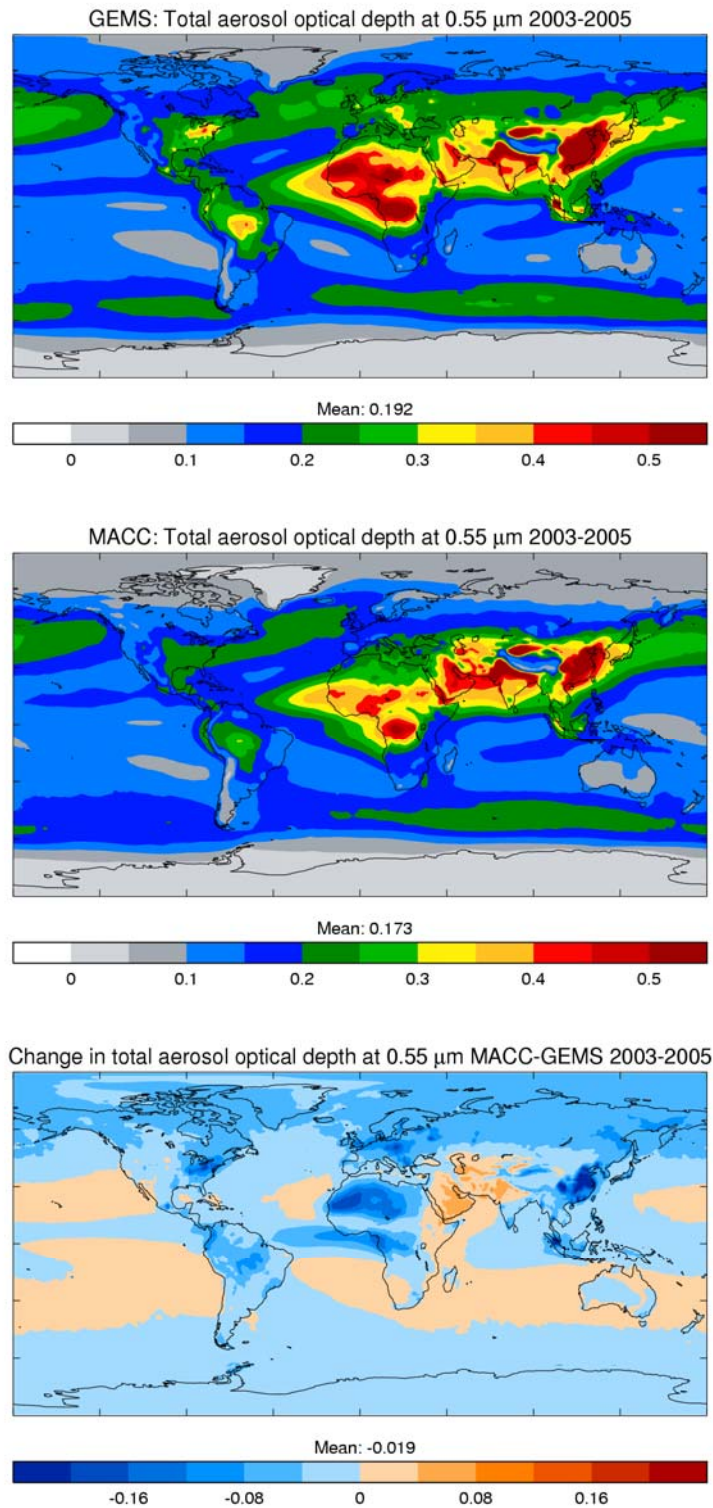 GEMS: Total aerosol optical depth at 0.55 μm 2003-2005
Mean: 0.192
0 0.1 0.2 0.3 0.4 0.5
MACC: Total aerosol optical depth at 0.55 μm 2003-2005
Mean: 0.173
0 0.1 0.2 0.3 0.4 0.5
Change in total aerosol optical depth at 0.55 μm MACC-GEMS 2003-2005
Mean: -0.019
-0.16 -0.08 0 0.08 0.16